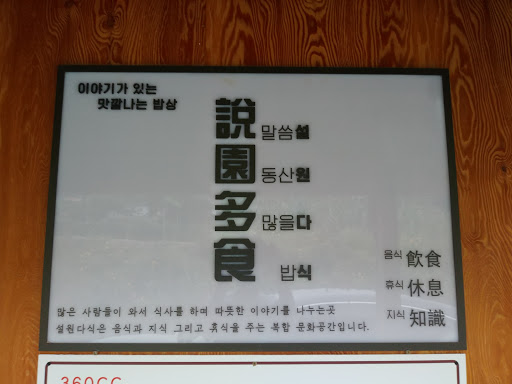 이야기가 있는
맛깔나는 밥상
說 말씀설
園 동산원
多 많을다
食 밥식
음식 飮食
휴식 休息
지식 知識
많은 사람들이 와서 식사를 하며 따뜻한 이야기를 나누는곳
설원다식은 음식과 지식 그리고 휴식을 주는 복합 문화공간입니다.